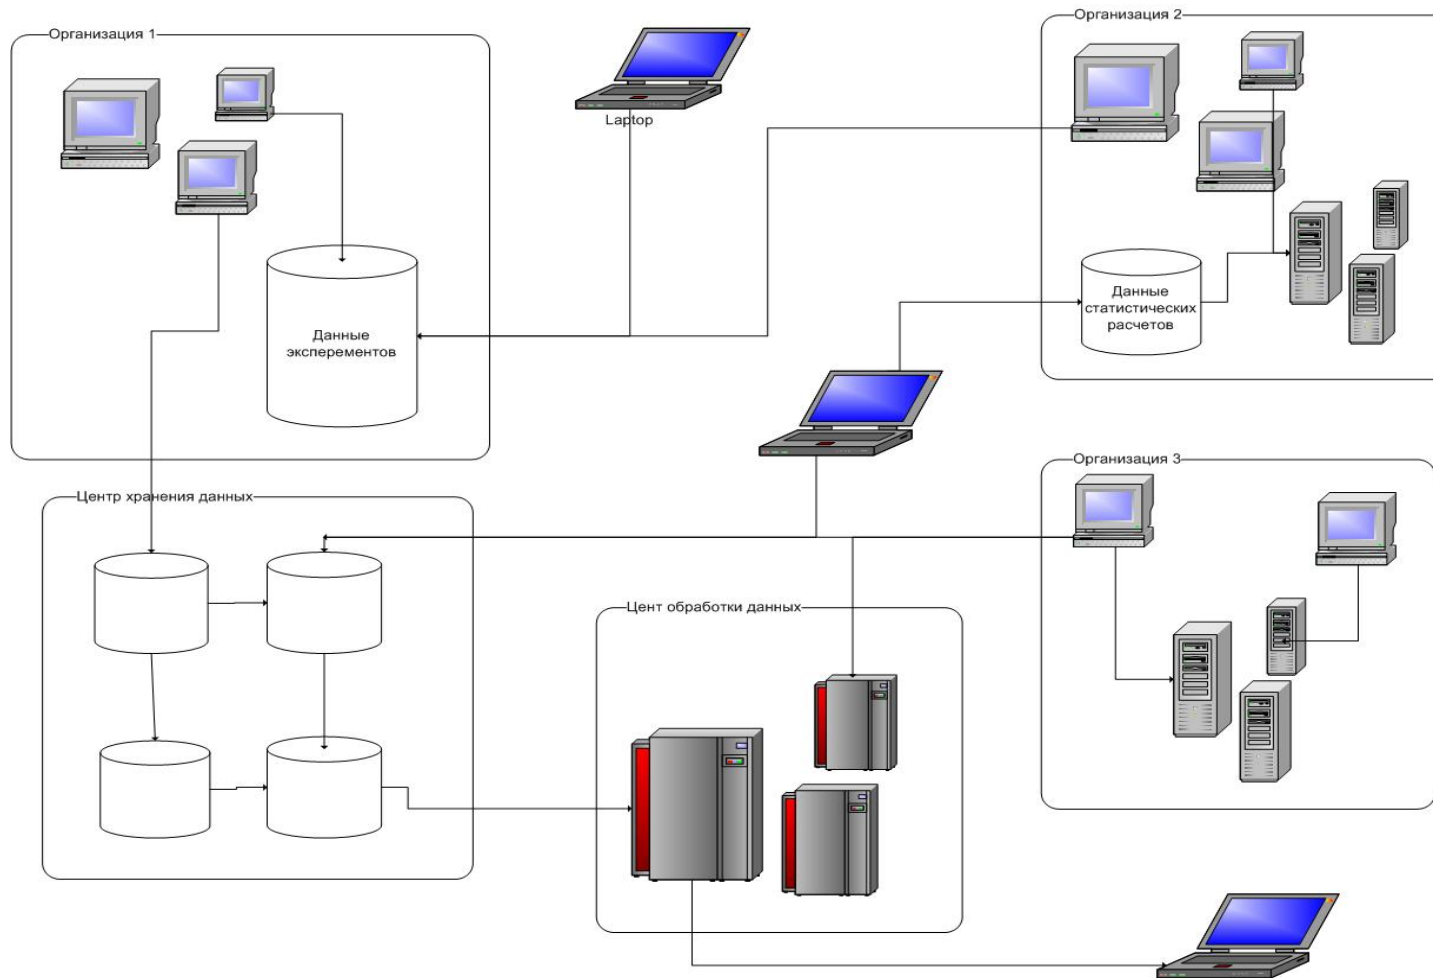 Организация 1
Организация 2
Laptop
Данные
эксперементов
Данные
статистических
расчетов
Организация 3
Центр хранения данных
Цент обработки данных